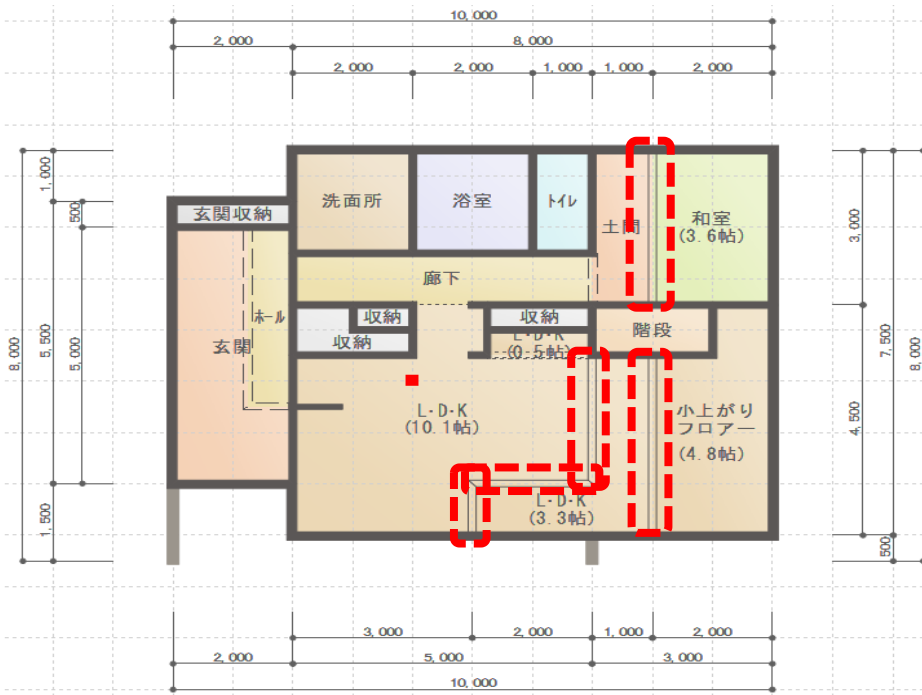 10,000
2,000
8,000
2,000
2,000
1,000
1,000
2,000
1,000
500
5,500
5,000
8,000
1,500
3,000
7,500
8,000
4,500
500
洗面所
浴室
トイレ
土間
和室
(3.6帖)
玄関収納
廊下
ホール
玄関
収納
収納
収納
L・D・K
(0.5帖)
階段
L・D・K
(10.1帖)
小上がり
フロアー
(4.8帖)
L・D・K
(3.3帖)
3,000
2,000
1,000
2,000
2,000
5,000
3,000
10,000